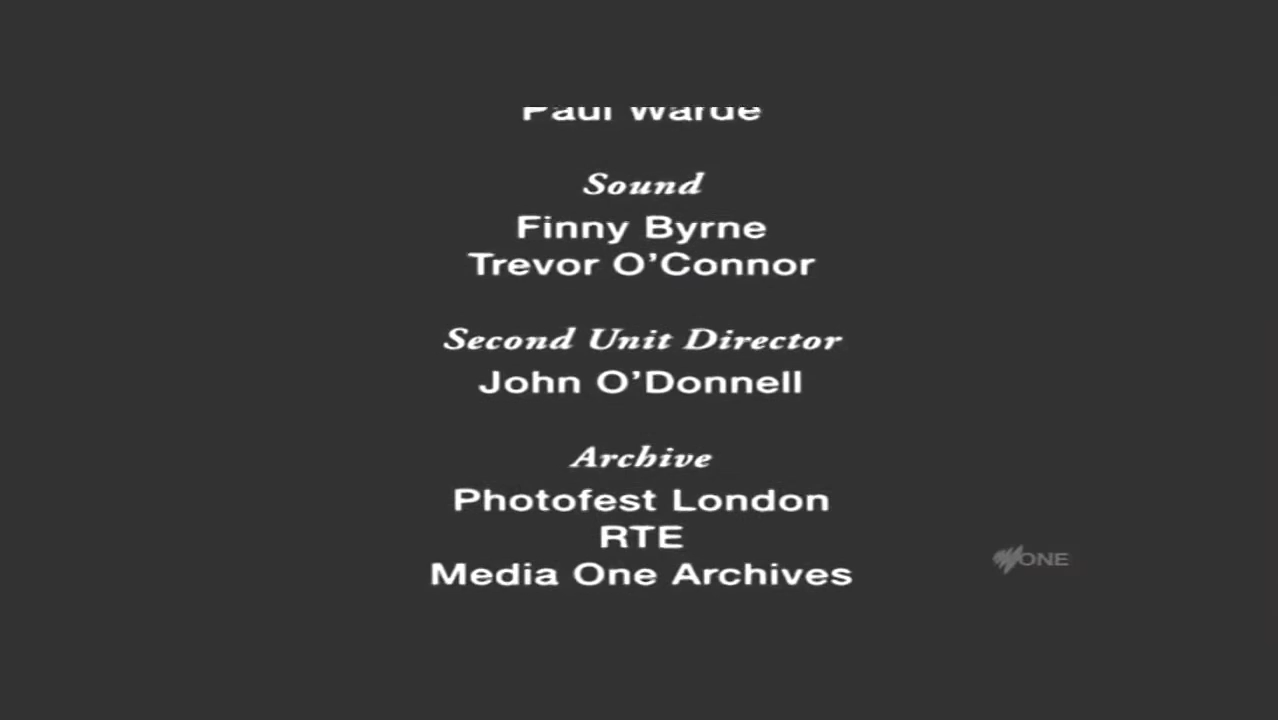 Paul Warde
Sound
Finny Byrne
Trevor O'Connor
Second Unit Director
John O'Donnell
Archive
Photofest London
RTE
Media One Archives
ONE